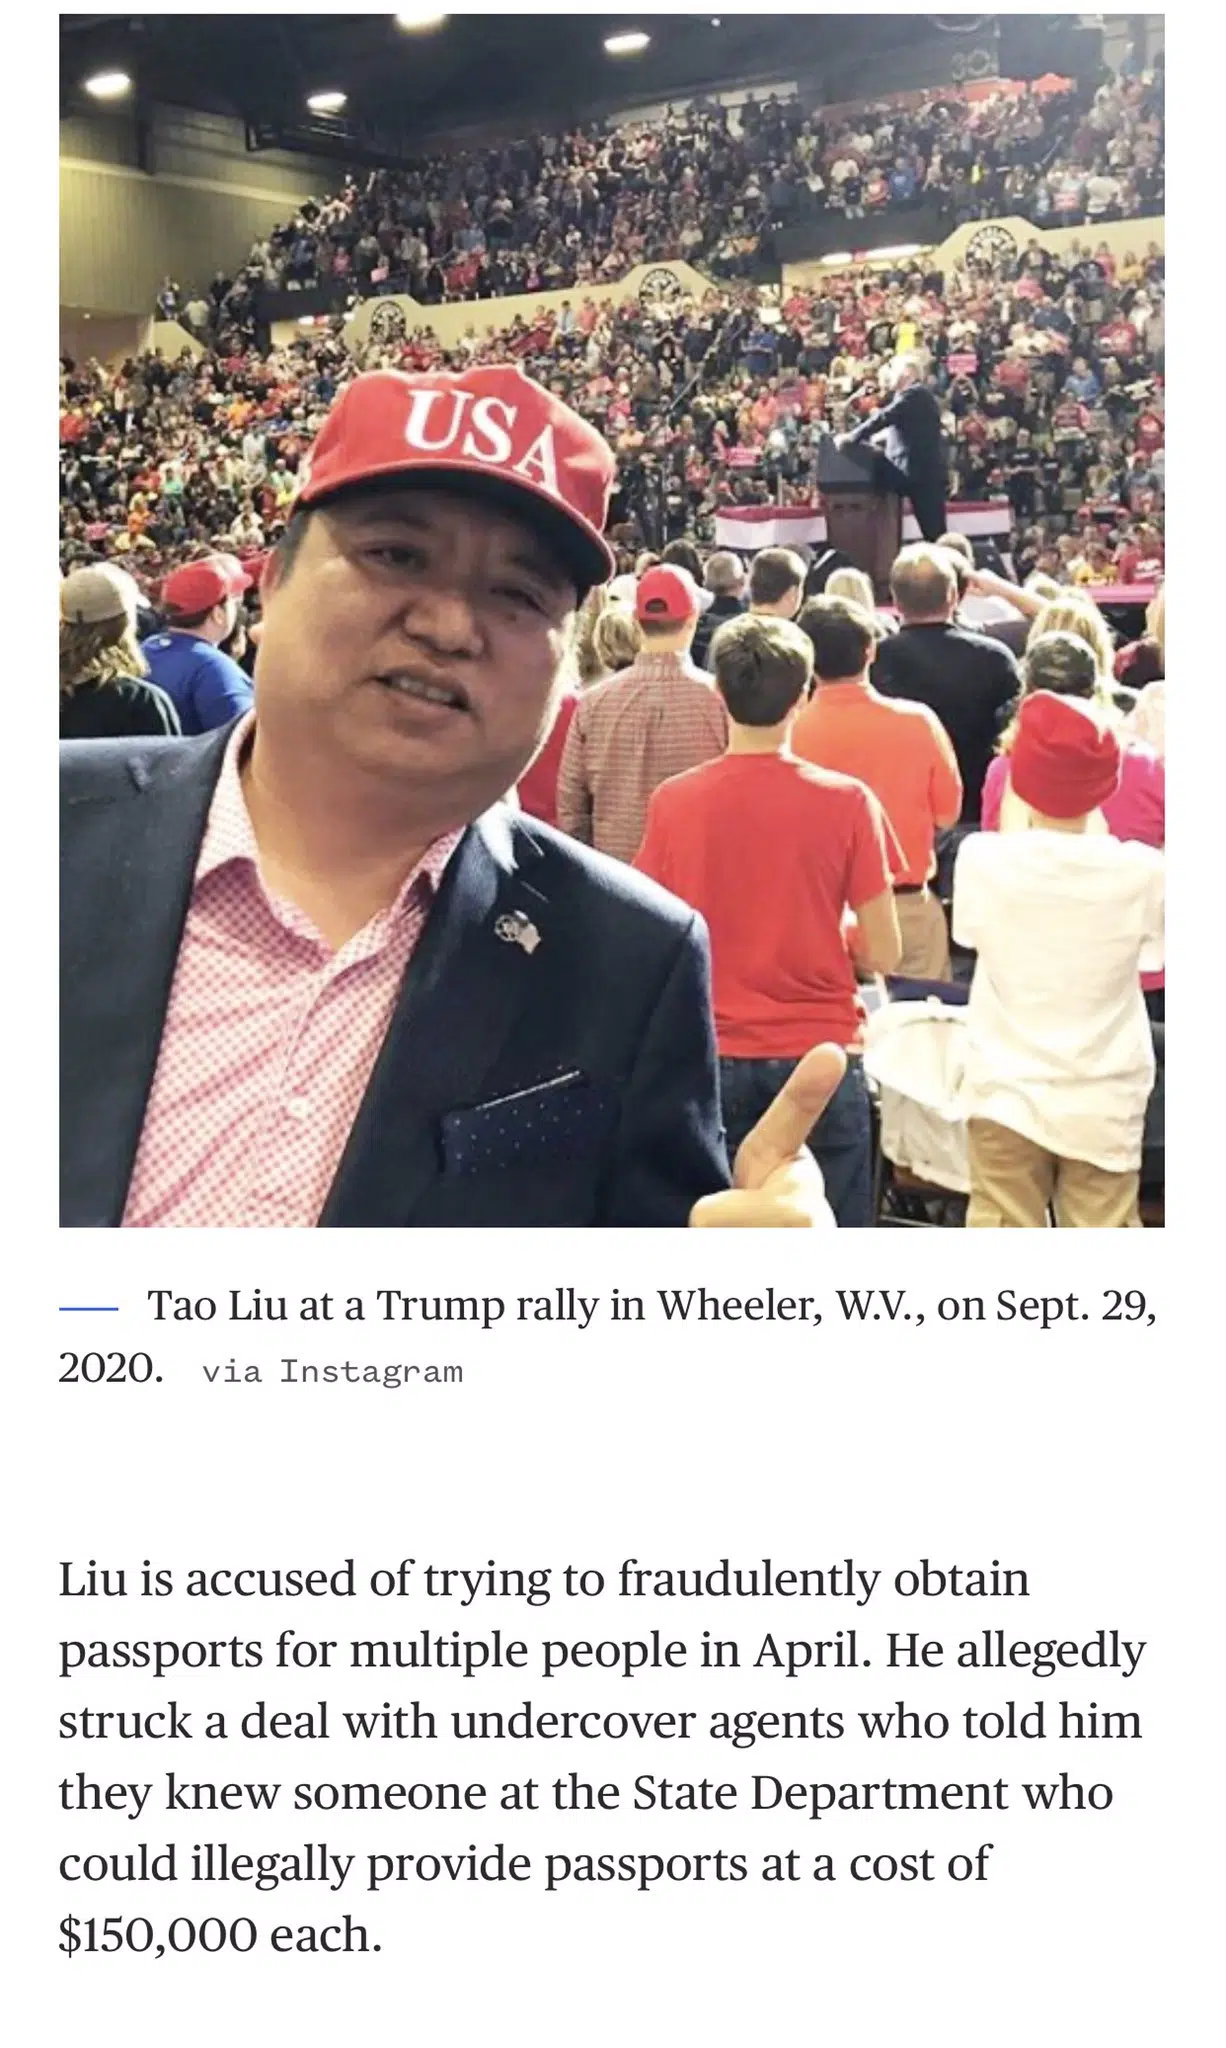 USA
Tao Liu at a Trump rally in Wheeler, W.V., on Sept. 29,
2020. via Instagram
Liu is accused of trying to fraudulently obtain
passports for multiple people in April. He allegedly
struck a deal with undercover agents who told him
they knew someone at the State Department who
could illegally provide passports at a cost of
$150,000 each.